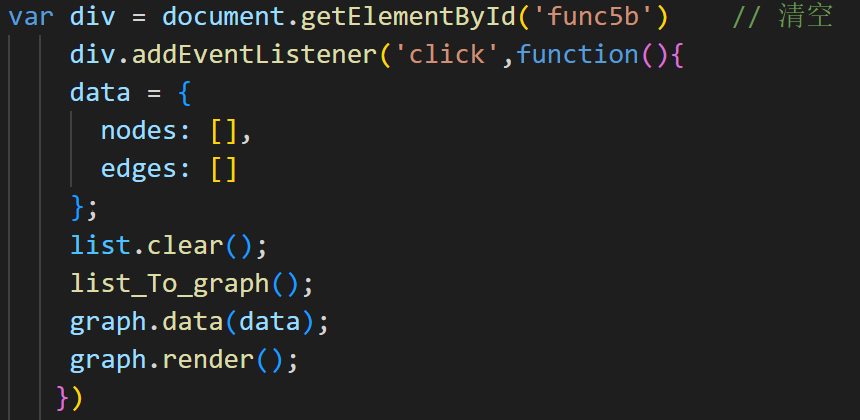 var div = document.getElementById('func5b')    // 清空
div.addEventListener('click',function(){
data = {
nodes: [],
edges: []
};
list.clear();
list_To_graph();
graph.data(data);
graph.render();
})